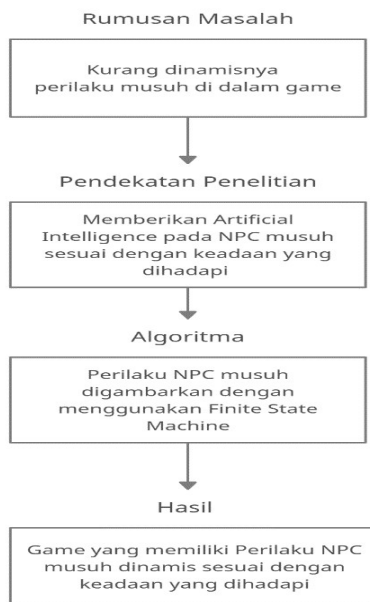 Rumusan Masalah
Kurang dinamisnya
perilaku musuh di dalam game
Pendekatan Penelitian
Memberikan Artificial
Intelligence pada NPC musuh
sesuai dengan keadaan yang
dihadapi
Algoritma
Perilaku NPC musuh
digambarkan dengan
menggunakan Finite State
Machine
Hasil
Game yang memiliki Perilaku NPC
musuh dinamis sesuai dengan
keadaan yang dihadapi